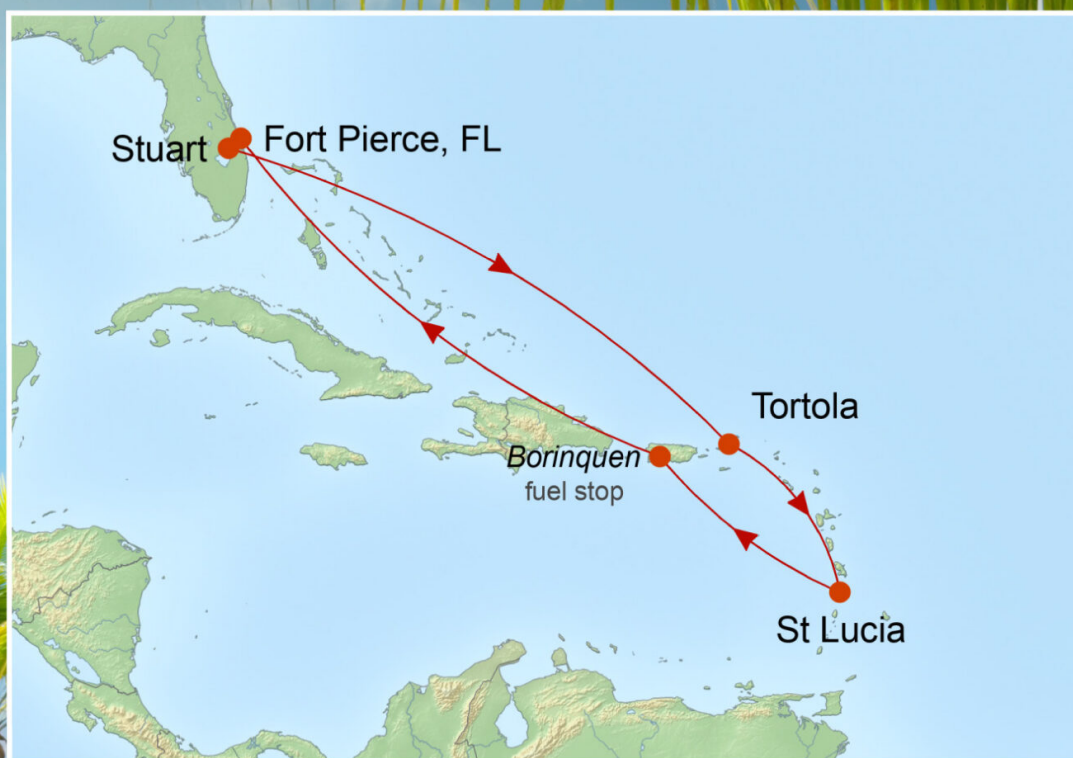 Fort Pierce, FL
Stuart
Tortola
Borinquen
fuel stop
St Lucia